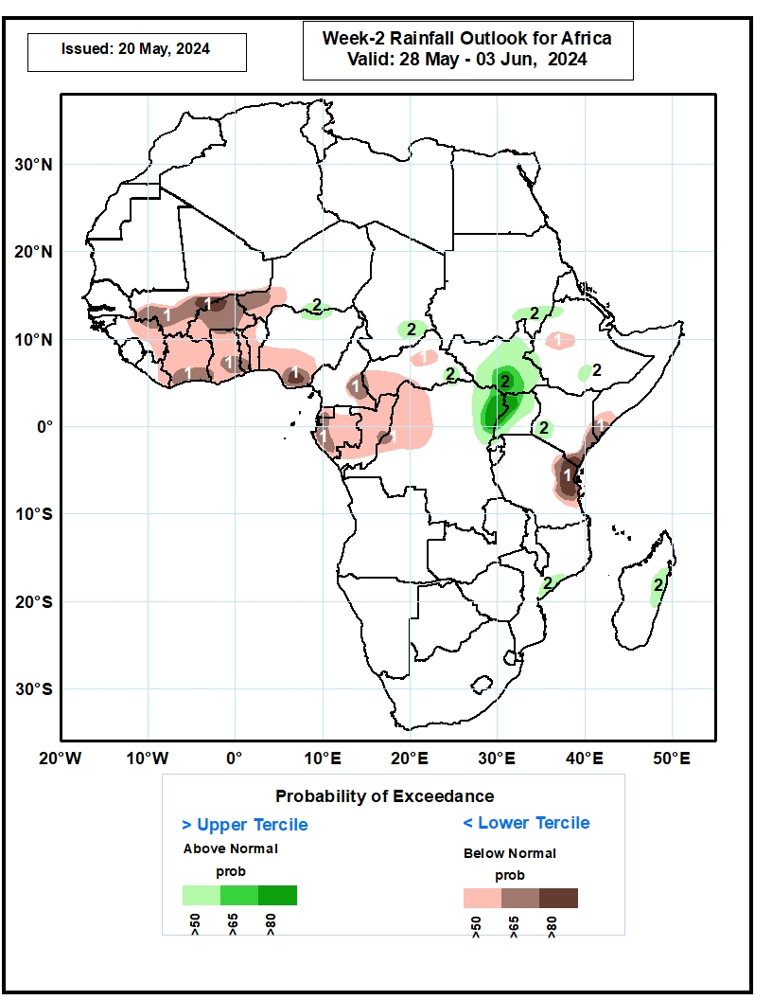 Issued: 20 May, 2024
Week-2 Rainfall Outlook for Africa
Valid: 28 May - 03 Jun, 2024
30°N
20°N
10°N
0°
10°S
20°S
30°S
1
1
2
2
2
1
1
1
1
1
2
2
1
2
2
1
1
2
1
1
2
2
20°W 10°W 0° 10°E 20°E 30°E 40°E 50°E
Probability of Exceedance
> Upper Tercile
Above Normal
prob
>50 >65 >80
< Lower Tercile
Below Normal
prob
>50 >65 >80